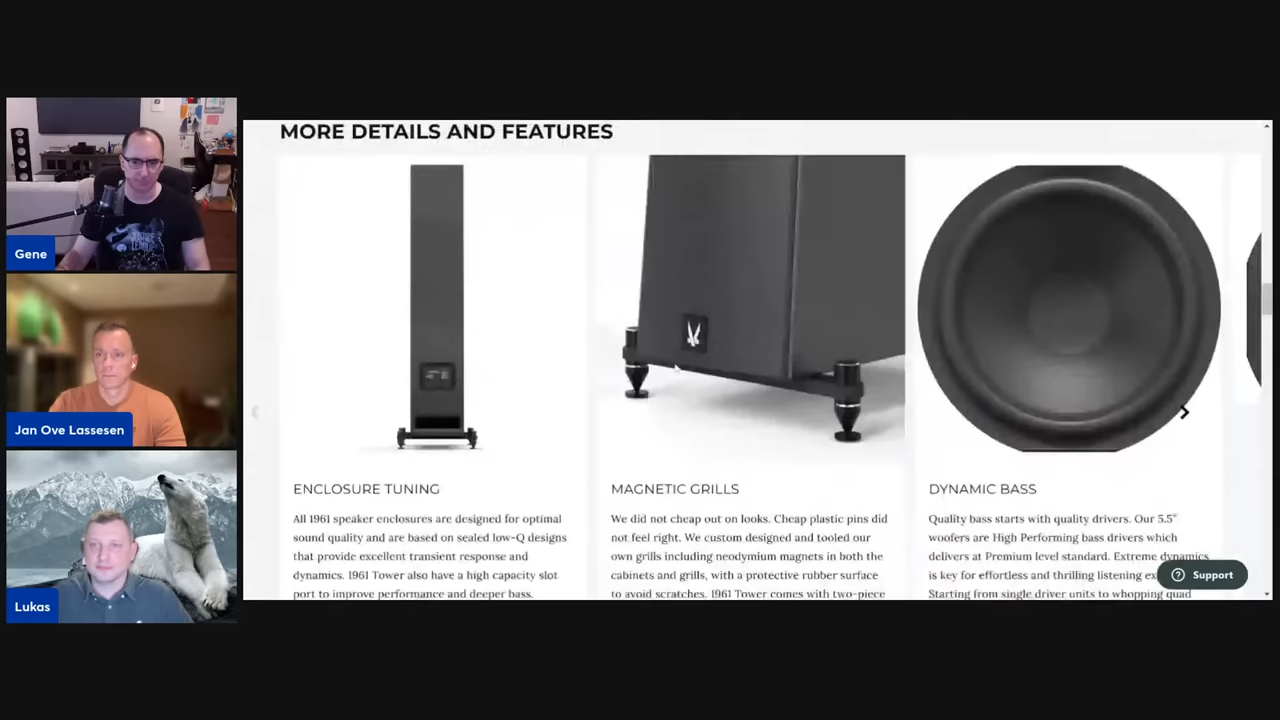 Gene
Jan Ove Lassesen
Lukas
MORE DETAILS AND FEATURES
ENCLOSURE TUNING
All 1961 speaker enclosures are designed for optimal
sound quality and are based on sealed low-Q designs
that provide excellent transient response and
dynamics. 1961 Tower also have a high capacity slot
port to improve performance and deeper bass.
MAGNETIC GRILLS
We did not cheap out on looks. Cheap plastic pins did
not feel right. We custom designed and tooled our
own grills including neodymium magnets in both the
cabinets and grills, with a protective rubber surface
to avoid scratches. 1961 Tower comes with two-piece
DYNAMIC BASS
Quality bass starts with quality drivers. Our 5.5"
woofers are High Performing bass drivers which
delivers at Premium level standard. Extreme dynamics
is key for effortless and thrilling listening
Starting from single driver units to whopping quad
Support